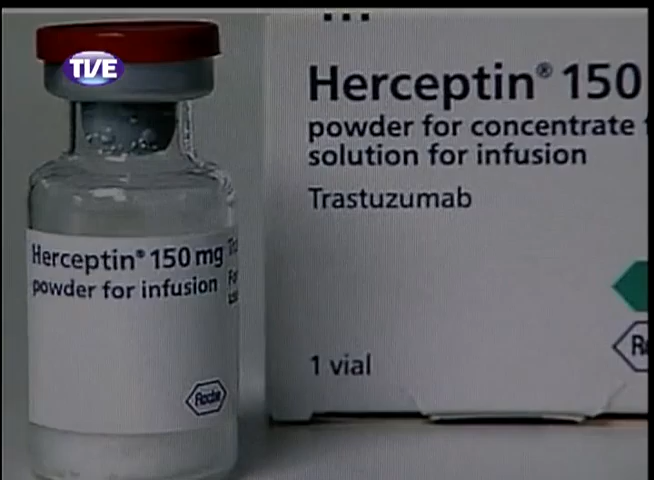 TVE
Herceptin® 150
powder for concentrate
solution for infusion
Trastuzumab
1 vial
Herceptin® 150 mg
powder for infusion
Roche